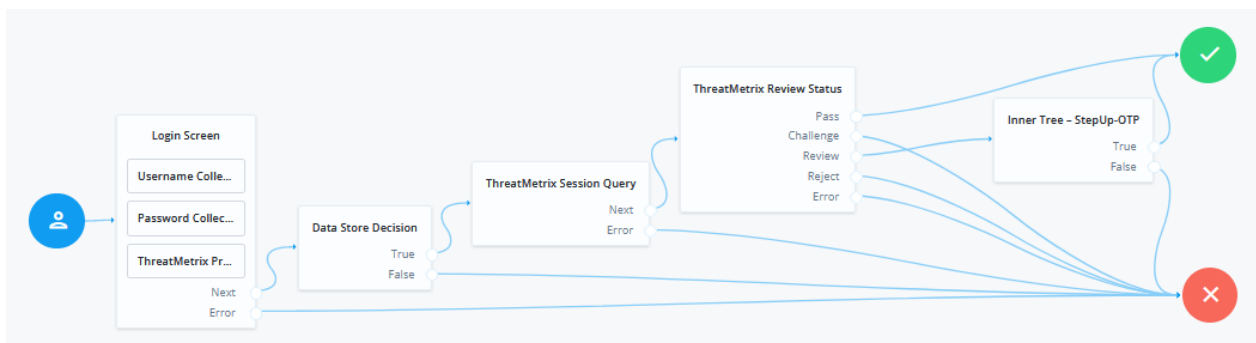 Login Screen
Username Colle...
Password Collec...
ThreatMetrix Pr...
Next
Error
Data Store Decision
True
False
ThreatMetrix Session Query
Next
Error
ThreatMetrix Review Status
Pass
Challenge
Review
Reject
Error
Inner Tree – StepUp-OTP
True
False